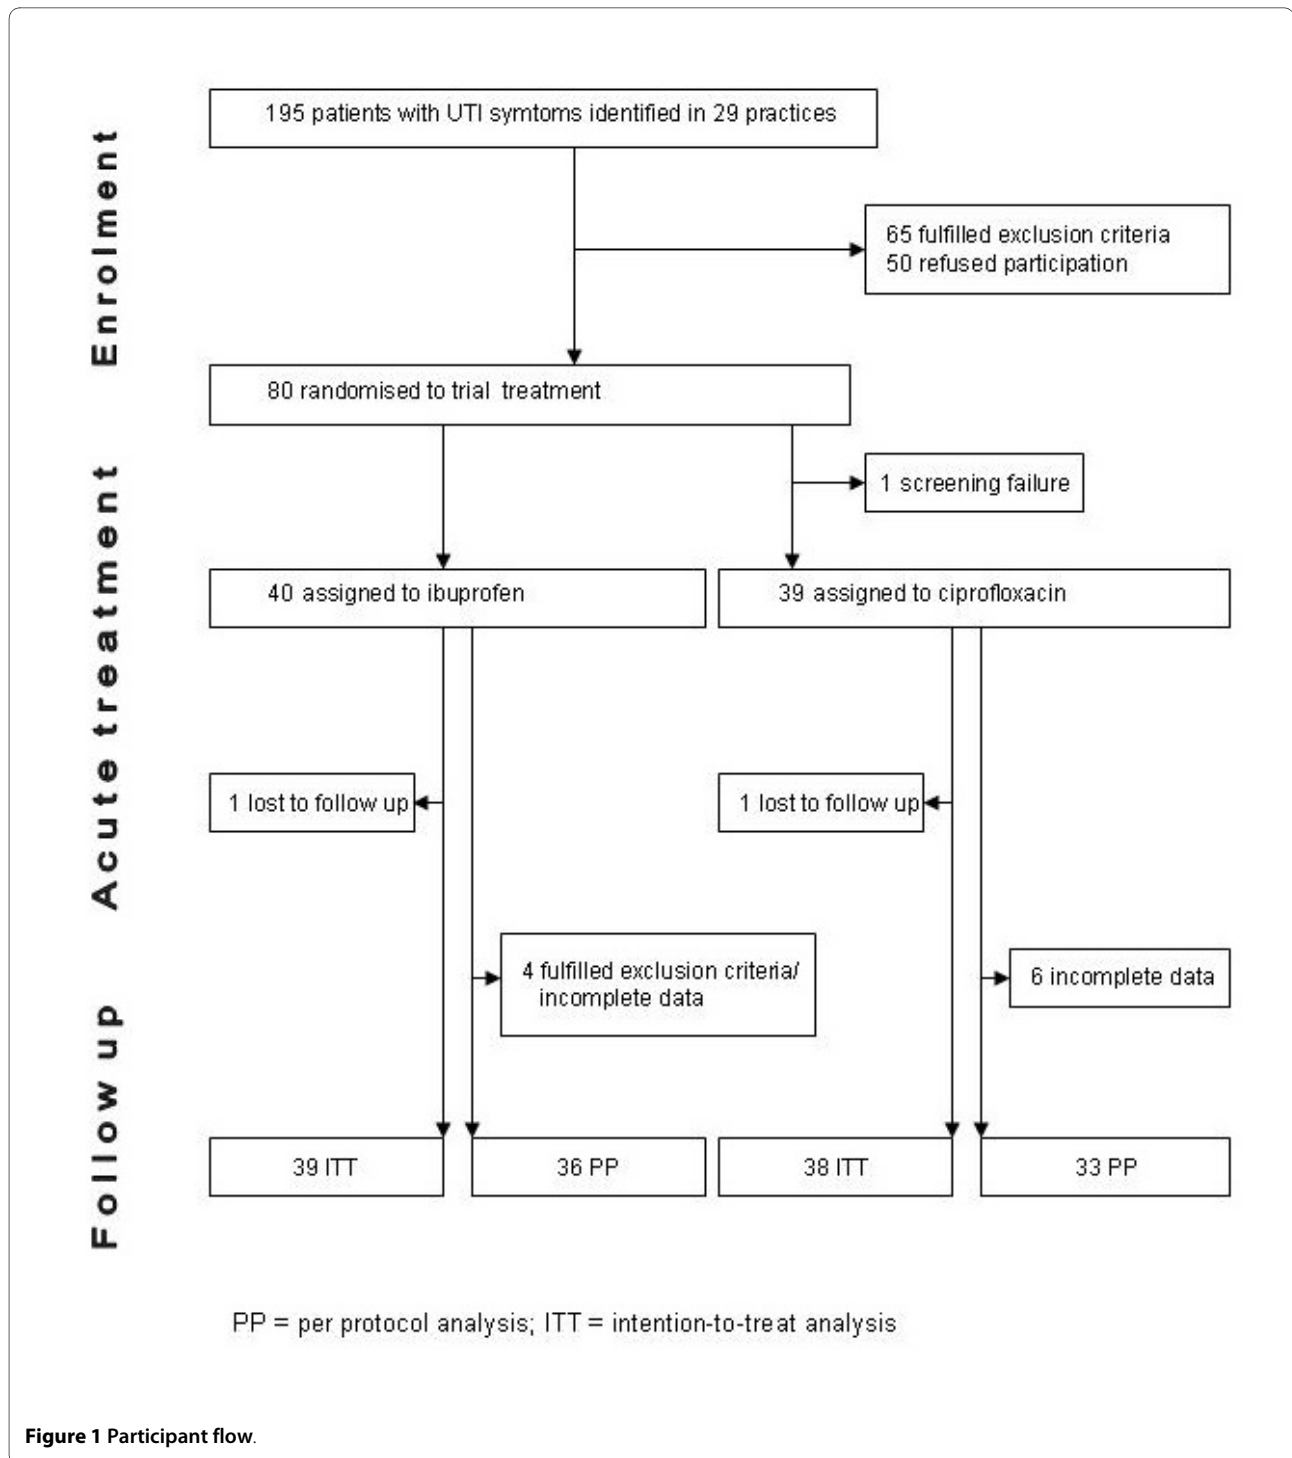 Enrolment
195 patients with UTI symtoms identified in 29 practices
65 fulfilled exclusion criteria
50 refused participation
80 randomised to trial treatment
Acute treatment
1 screening failure
40 assigned to ibuprofen
39 assigned to ciprofloxacin
1 lost to follow up
1 lost to follow up
4 fulfilled exclusion criteria/
incomplete data
6 incomplete data
Follow up
39 ITT
36 PP
38 ITT
33 PP
PP = per protocol analysis; ITT = intention-to-treat analysis
Figure 1 Participant flow.